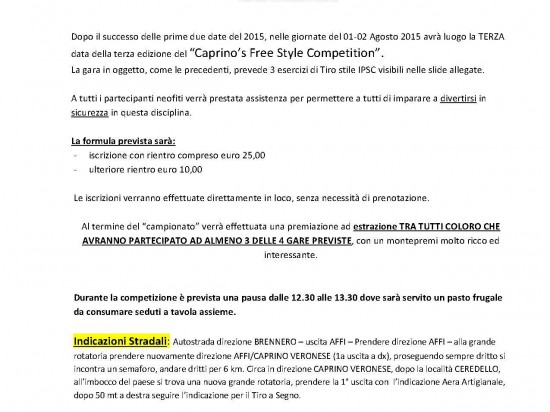 Dopo il successo delle prime due date del 2015, nelle giornate del 01-02 Agosto 2015 avrà luogo la TERZA
data della terza edizione del "Caprino's Free Style Competition".
La gara in oggetto, come le precedenti, prevede 3 esercizi di Tiro stile IPSC visibili nelle slide allegate.
A tutti i partecipanti neofiti verrà prestata assistenza per permettere a tutti di imparare a divertirsi in
sicurezza in questa disciplina.
La formula prevista sarà:
- iscrizione con rientro compreso euro 25,00
- ulteriore rientro euro 10,00
Le iscrizioni verranno effettuate direttamente in loco, senza necessità di prenotazione.
Al termine del "campionato" verrà effettuata una premiazione ad estrazione TRA TUTTI COLORO CHE
AVRANNO PARTECIPATO AD ALMENO 3 DELLE 4 GARE PREVISTE, con un montepremi molto ricco ed
interessante.
Durante la competizione è prevista una pausa dalle 12.30 alle 13.30 dove sarà servito un pasto frugale
da consumare seduti a tavola assieme.
Indicazioni Stradali: Autostrada direzione BRENNERO – uscita AFFI – Prendere direzione AFFI – alla grande
rotatoria prendere nuovamente direzione AFFI/CAPRINO VERONESE (1a uscita a dx), proseguendo sempre dritto si
incontra un semaforo, andare dritti per 6 km. Circa in direzione CAPRINO VERONESE, dopo la località CEREDELLO,
all'imbocco del paese si trova una nuova grande rotatoria, prendere la 1° uscita con l'indicazione Aera Artigianale,
dopo 50 mt a destra seguire l'indicazione per il Tiro a Segno.